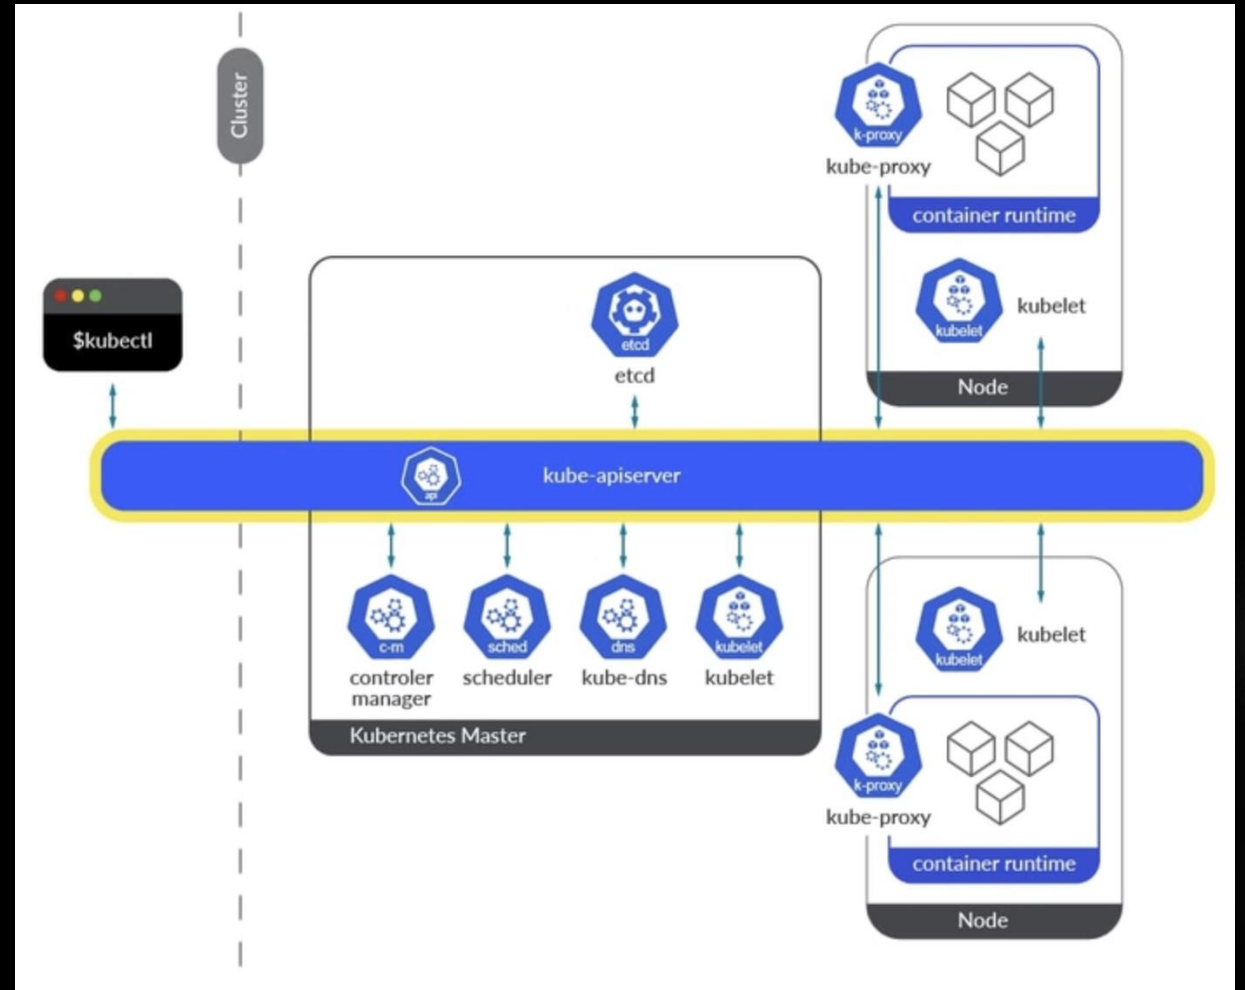 Cluster
k-proxy
kube-proxy
container runtime
kubelet
kubelet
Node
$kubectl
etcd
etcd
api
kube-apiserver
c-m
sched
dns
kubelet
controler
manager
scheduler
kube-dns
kubelet
Kubernetes Master
kubelet
kubelet
k-proxy
kube-proxy
container runtime
Node